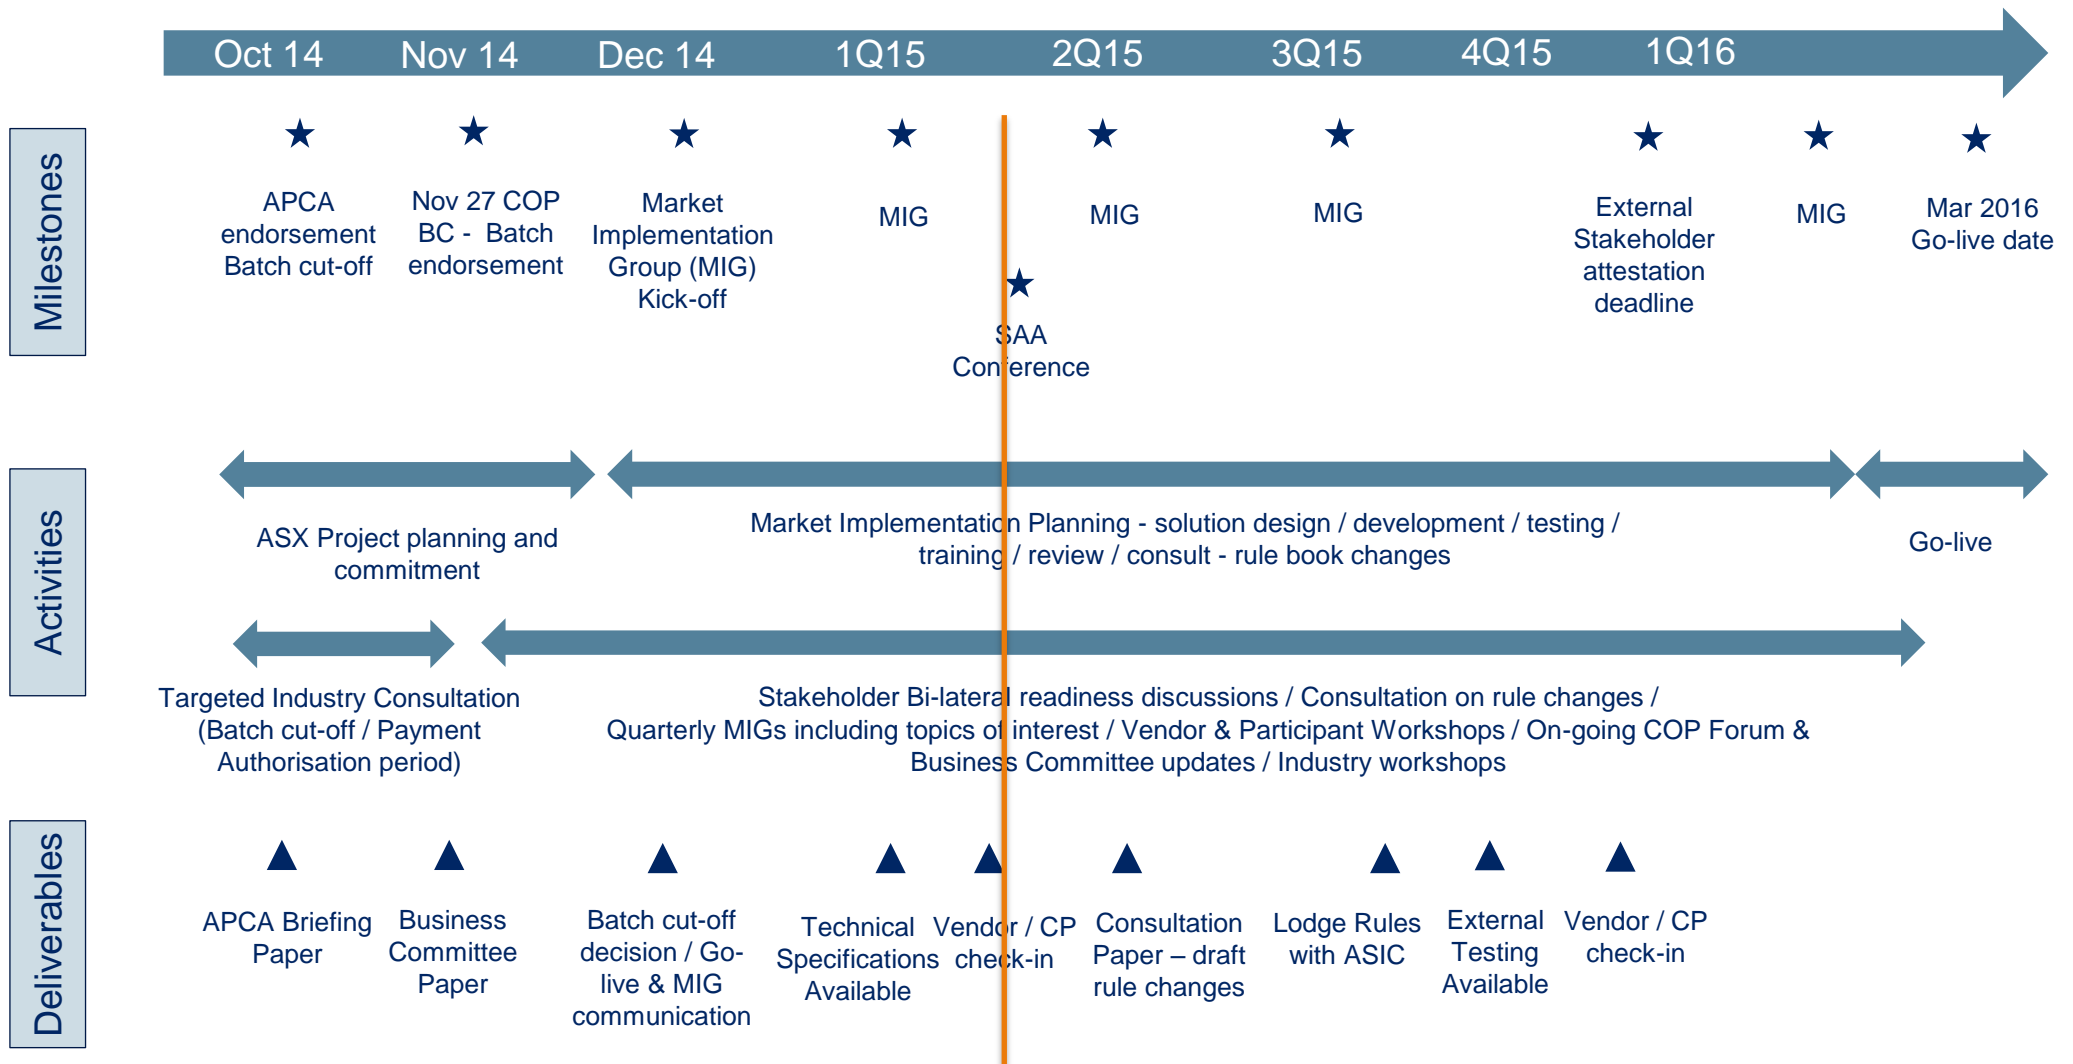 Oct 14
Nov 14
Dec 14
1Q15
2Q15
3Q15
4Q15
1Q16
Milestones
APCA
endorsement
Batch cut-off
Nov 27 COP
BC - Batch
endorsement
Market
Implementation
Group (MIG)
Kick-off
MIG
SAA
Conference
MIG
MIG
External
Stakeholder
attestation
deadline
MIG
Mar 2016
Go-live date
Activities
ASX Project planning and
commitment
Market Implementation Planning - solution design / development / testing /
training / review / consult - rule book changes
Go-live
Targeted Industry Consultation
(Batch cut-off / Payment
Authorisation period)
Stakeholder Bi-lateral readiness discussions / Consultation on rule changes /
Quarterly MIGs including topics of interest / Vendor & Participant Workshops / On-going COP Forum &
Business Committee updates / Industry workshops
Deliverables
APCA Briefing
Paper
Business
Committee
Paper
Batch cut-off
decision / Go-
live & MIG
communication
Technical
Specifications
Available
Vendor / CP
check-in
Consultation
Paper – draft
rule changes
Lodge Rules
with ASIC
External
Testing
Available
Vendor / CP
check-in